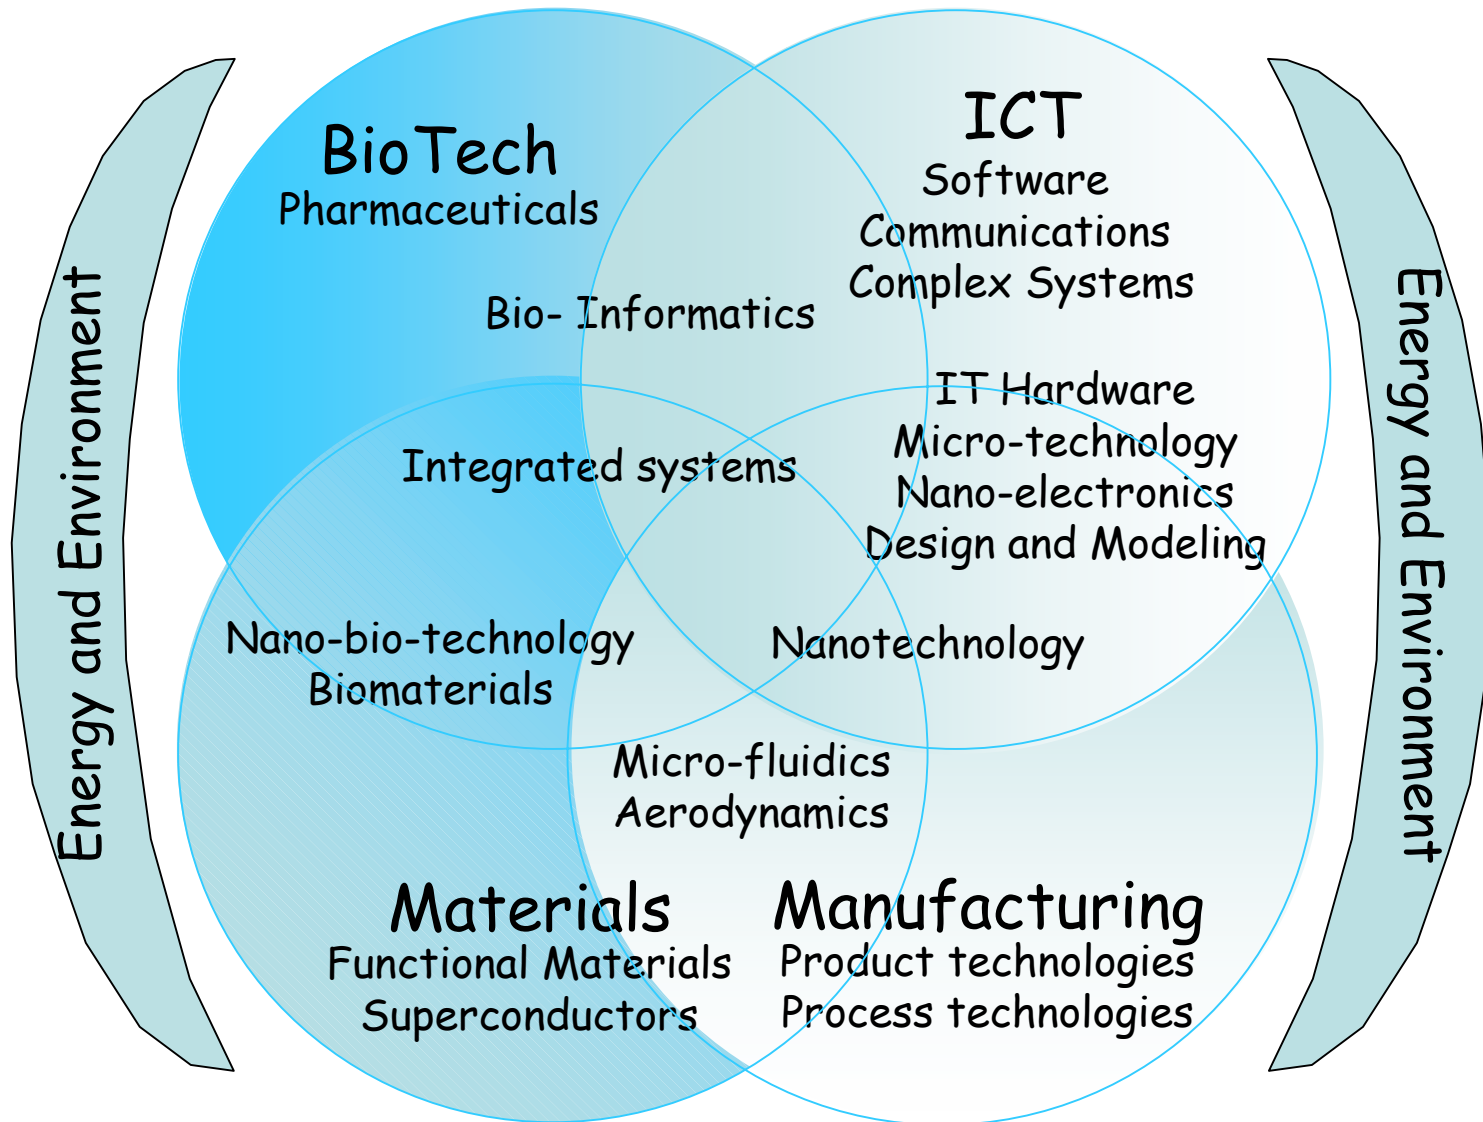 BioTech
Pharmaceuticals
ICT
Software
Communications
Complex Systems
Bio- Informatics
IT Hardware
Micro-technology
Nano-electronics
Design and Modeling
Integrated systems
Nano-bio-technology
Biomaterials
Nanotechnology
Micro-fluidics
Aerodynamics
Materials
Functional Materials
Superconductors
Manufacturing
Product technologies
Process technologies
Energy and Environment
Energy and Environment